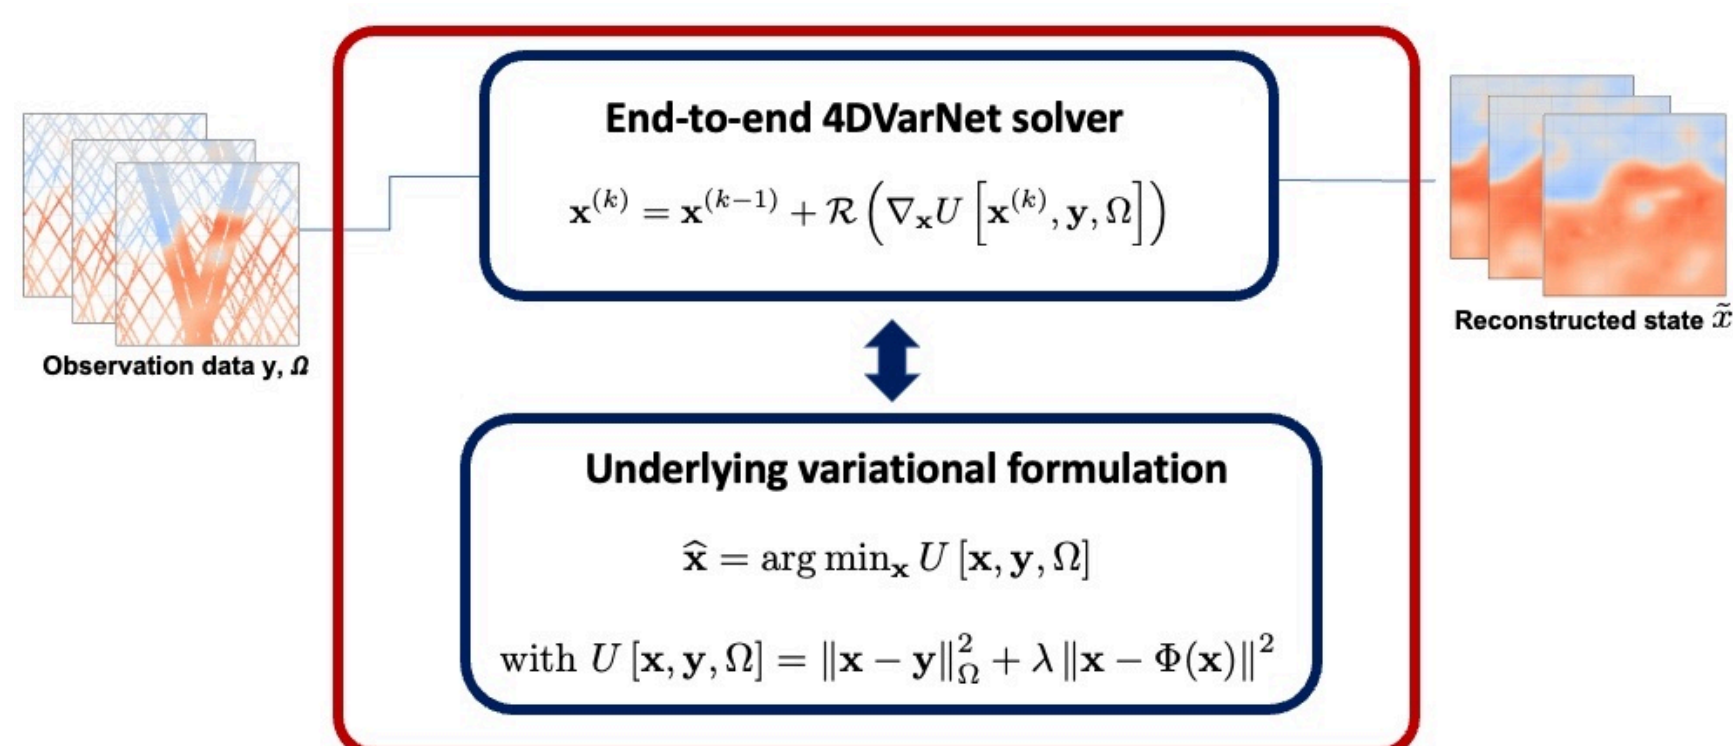 End-to-end 4DVarNet solver
𝐱^(k) = 𝐱^(k−1) + ℛ(∇_𝐱 U [𝐱^(k), 𝐲, Ω])
Observation data y, Ω
Reconstructed state x̃
Underlying variational formulation
𝐱̂ = arg min_𝐱 U [𝐱, 𝐲, Ω]
with U [𝐱, 𝐲, Ω] = ‖𝐱 − 𝐲‖²_Ω + λ ‖𝐱 − Φ(𝐱)‖²